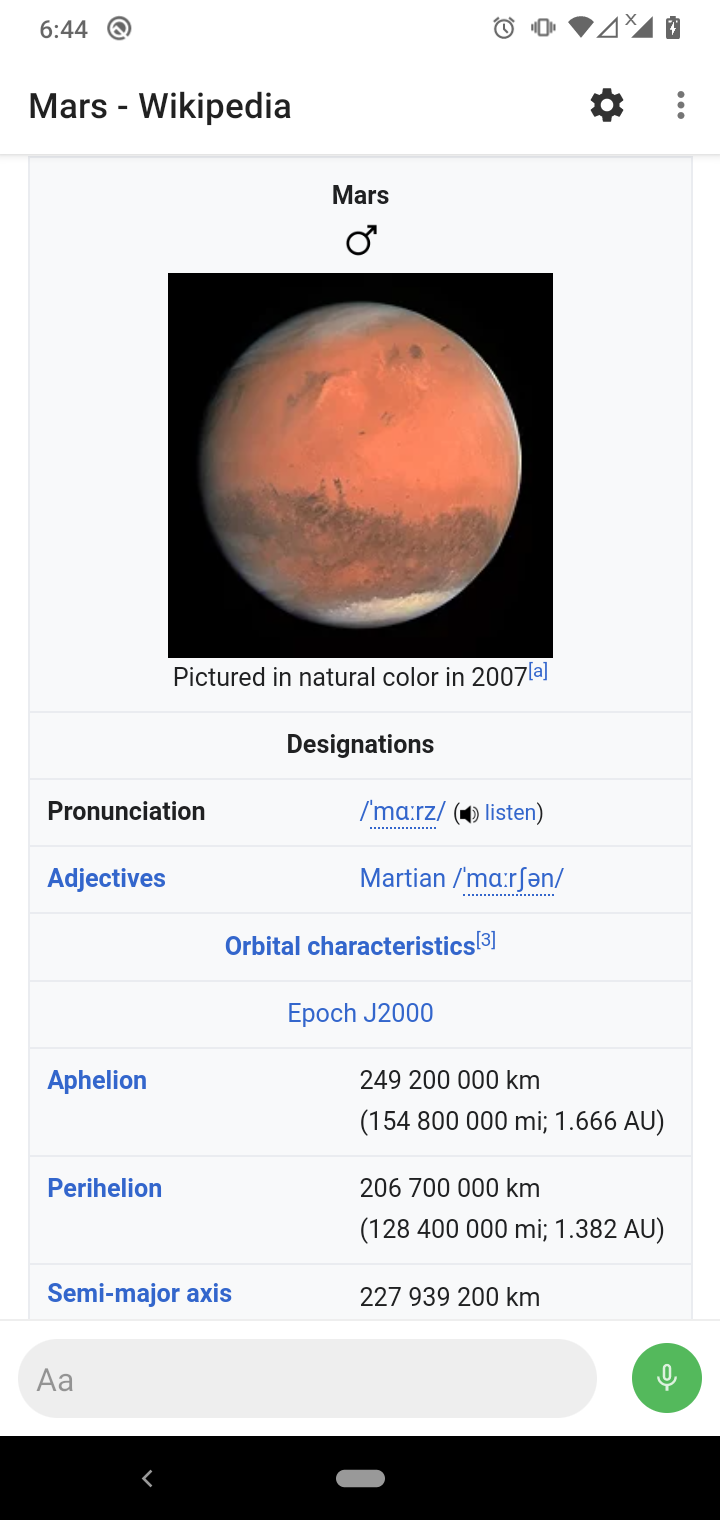 6:44
Mars - Wikipedia
Mars
♂
Pictured in natural color in 2007[a]
Designations
Pronunciation /ˈmɑːrz/ (listen)
Adjectives Martian /ˈmɑːrʃən/
Orbital characteristics[3]
Epoch J2000
Aphelion 249 200 000 km
(154 800 000 mi; 1.666 AU)
Perihelion 206 700 000 km
(128 400 000 mi; 1.382 AU)
Semi-major axis 227 939 200 km
Aa